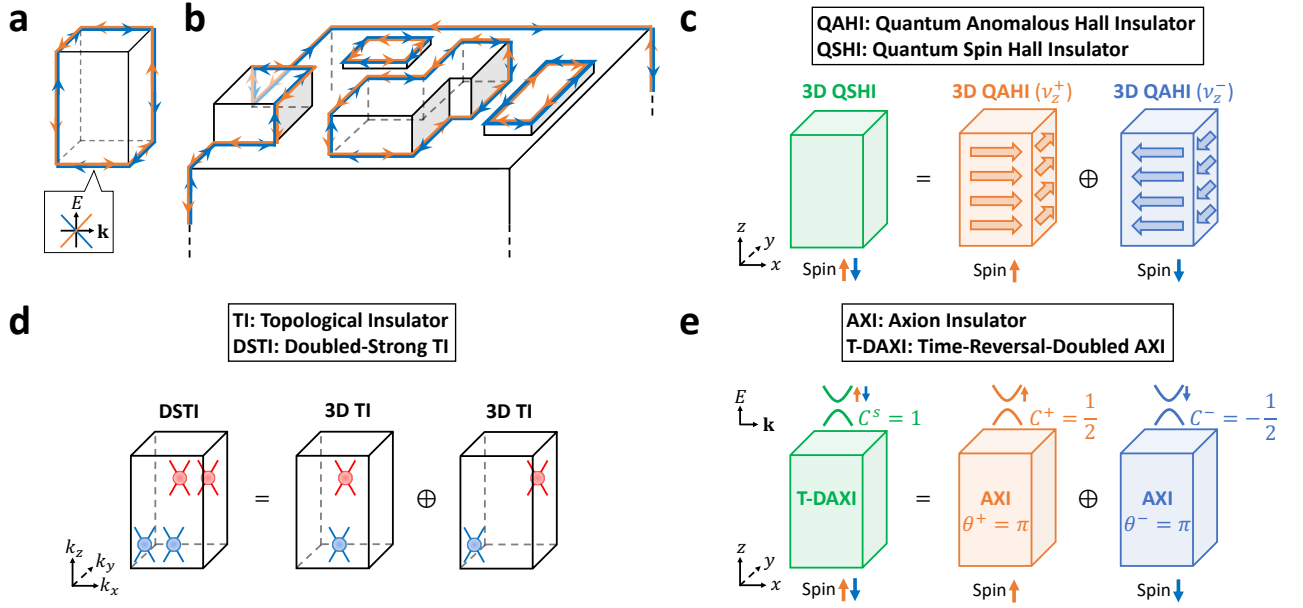 a
E
k
b
c
QAHI: Quantum Anomalous Hall Insulator
QSHI: Quantum Spin Hall Insulator
3D QSHI
3D QAHI (ν_z^+)
3D QAHI (ν_z^-)
=
⊕
z
y
x
Spin
Spin
Spin
d
TI: Topological Insulator
DSTI: Doubled-Strong TI
DSTI
3D TI
3D TI
=
⊕
k_z
k_y
k_x
e
AXI: Axion Insulator
T-DAXI: Time-Reversal-Doubled AXI
E
k
C^s = 1
C^+ = 1/2
C^- = -1/2
T-DAXI
=
AXI
θ^+ = π
⊕
AXI
θ^- = π
z
y
x
Spin
Spin
Spin